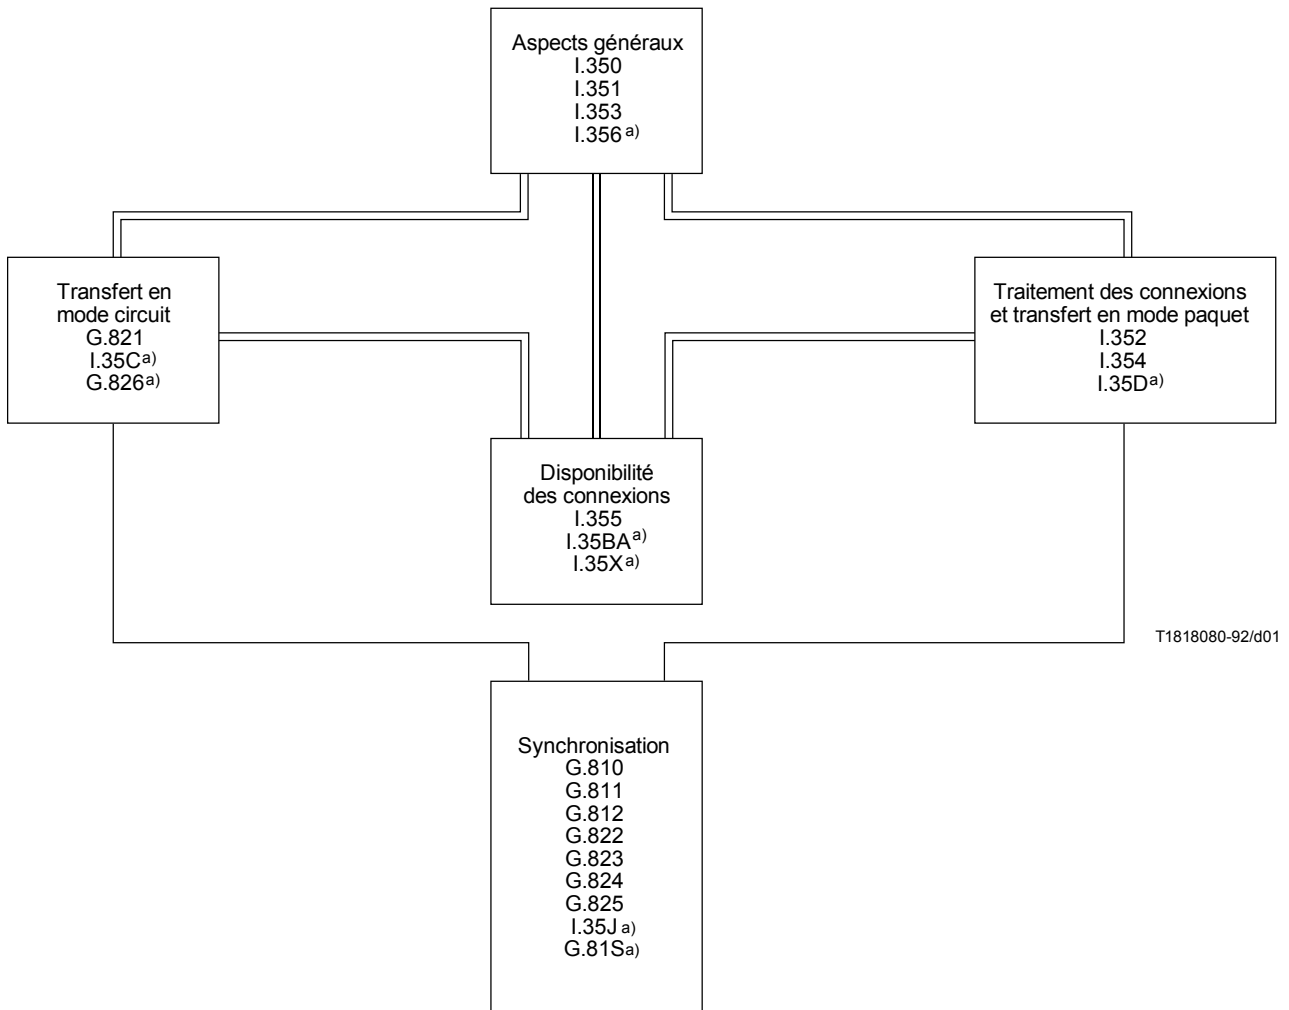 Aspects généraux
I.350
I.351
I.353
I.356 a)
Transfert en
mode circuit
G.821
I.35C a)
G.826 a)
Traitement des connexions
et transfert en mode paquet
I.352
I.354
I.35D a)
Disponibilité
des connexions
I.355
I.35BA a)
I.35X a)
T1818080-92/d01
Synchronisation
G.810
G.811
G.812
G.822
G.823
G.824
G.825
I.35J a)
G.81S a)